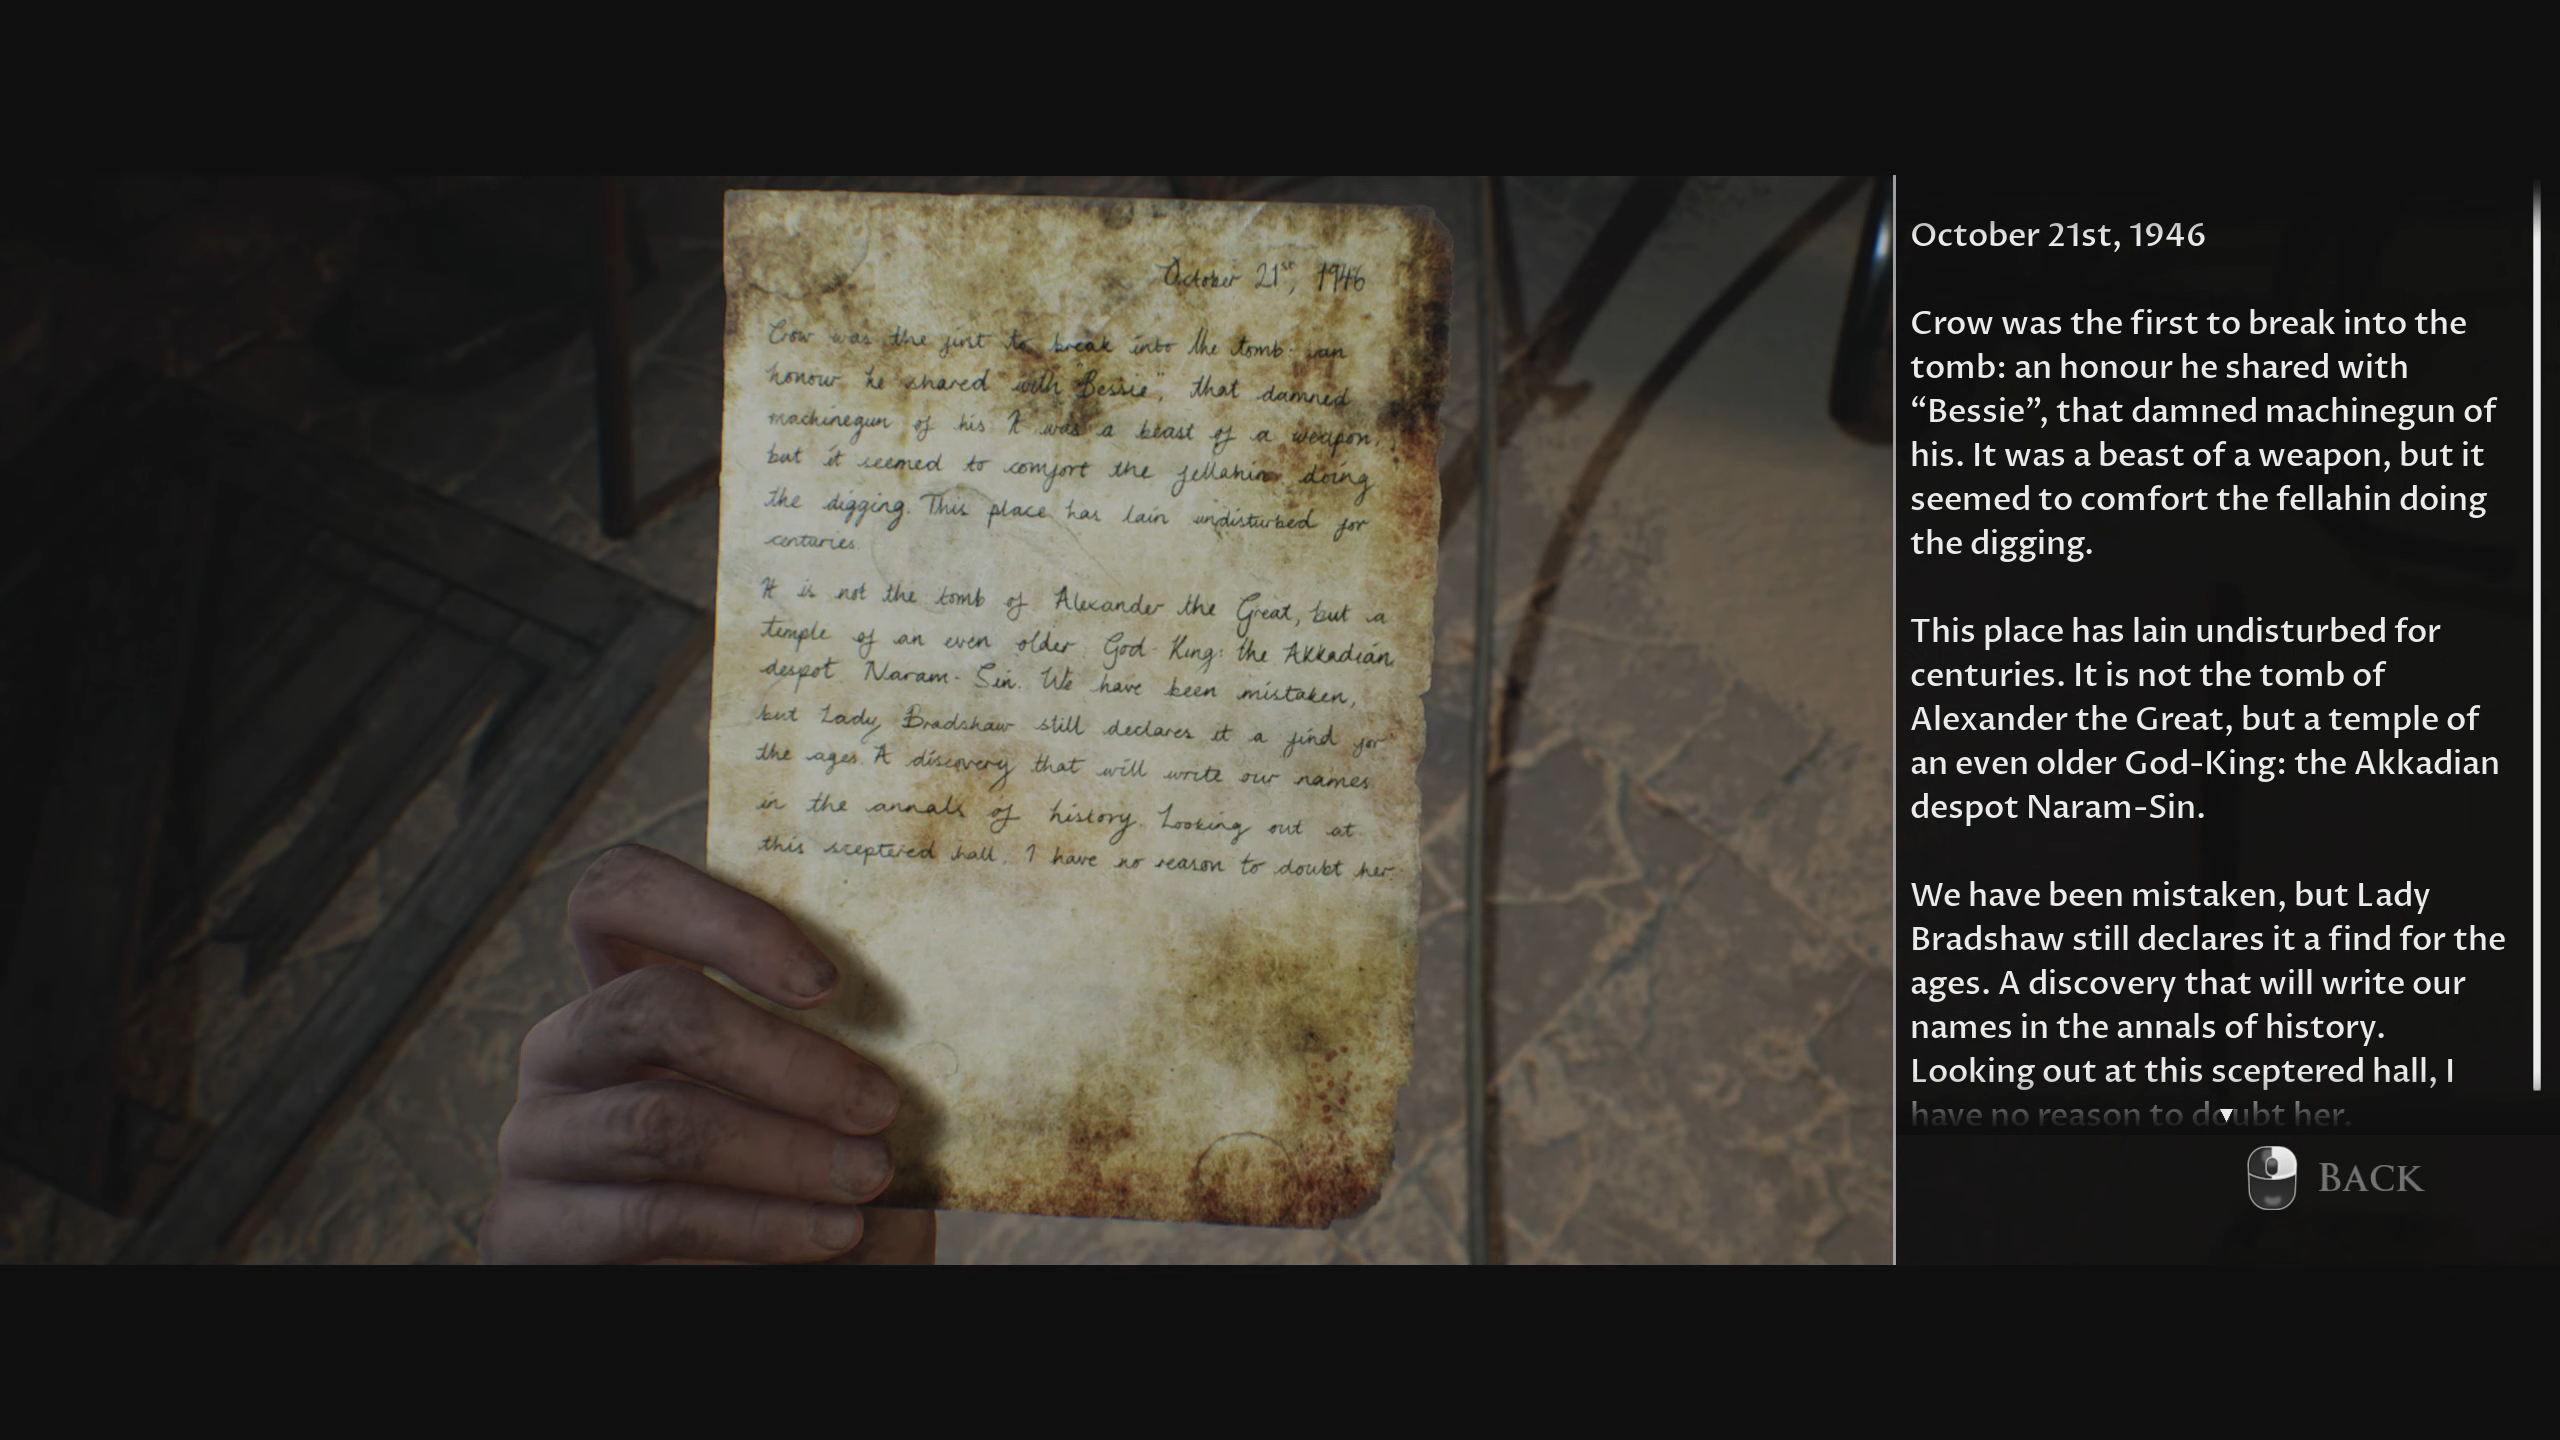 October 21st, 1946
Crow was the first to break into the tomb: an
honour he shared with "Bessie", that damned
machinegun of his. It was a beast of a weapon,
but it seemed to comfort the fellahin doing
the digging. This place has lain undisturbed for
centuries.
It is not the tomb of Alexander the Great, but a
temple of an even older God-King: the Akkadian
despot Naram-Sin. We have been mistaken,
but Lady Bradshaw still declares it a find for
the ages. A discovery that will write our names
in the annals of history. Looking out at
this sceptered hall, I have no reason to doubt her.
October 21st, 1946
Crow was the first to break into the
tomb: an honour he shared with
“Bessie”, that damned machinegun of
his. It was a beast of a weapon, but it
seemed to comfort the fellahin doing
the digging.
This place has lain undisturbed for
centuries. It is not the tomb of
Alexander the Great, but a temple of
an even older God-King: the Akkadian
despot Naram-Sin.
We have been mistaken, but Lady
Bradshaw still declares it a find for the
ages. A discovery that will write our
names in the annals of history.
Looking out at this sceptered hall, I
have no reason to doubt her.
BACK